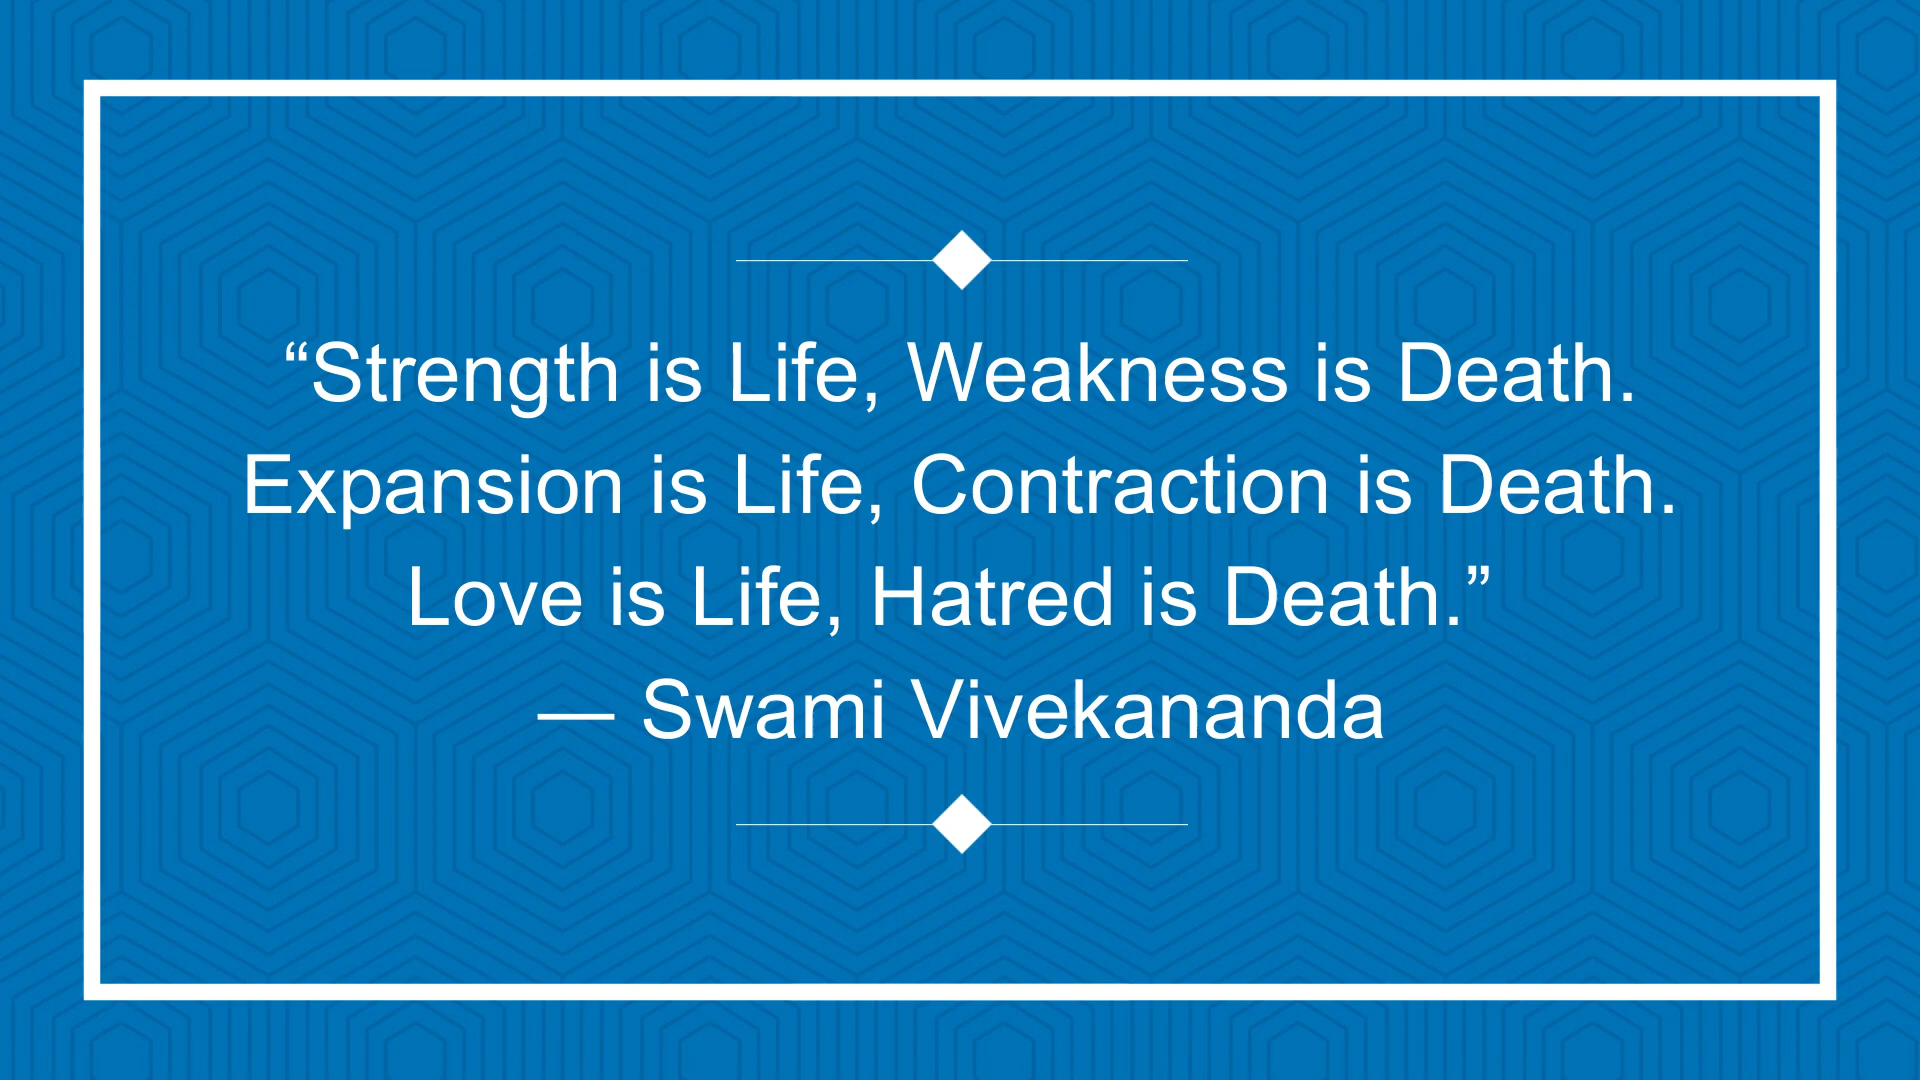 “Strength is Life, Weakness is Death.
Expansion is Life, Contraction is Death.
Love is Life, Hatred is Death.”
— Swami Vivekananda